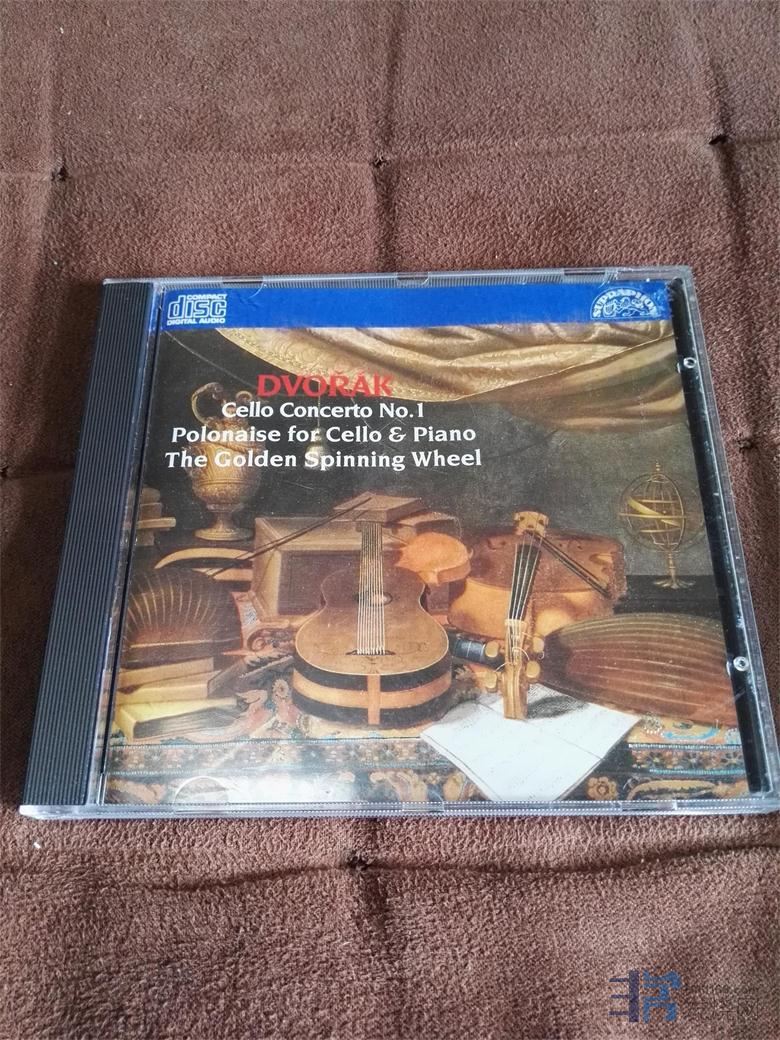 COMPACT
disc
DIGITAL AUDIO
SUPRAPHON
DVOŘÁK
Cello Concerto No.1
Polonaise for Cello & Piano
The Golden Spinning Wheel